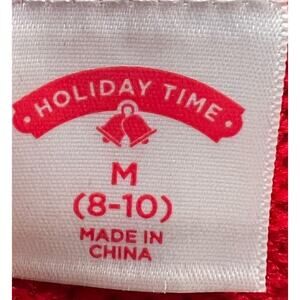 HOLIDAY TIME
M
(8-10)
MADE IN
CHINA